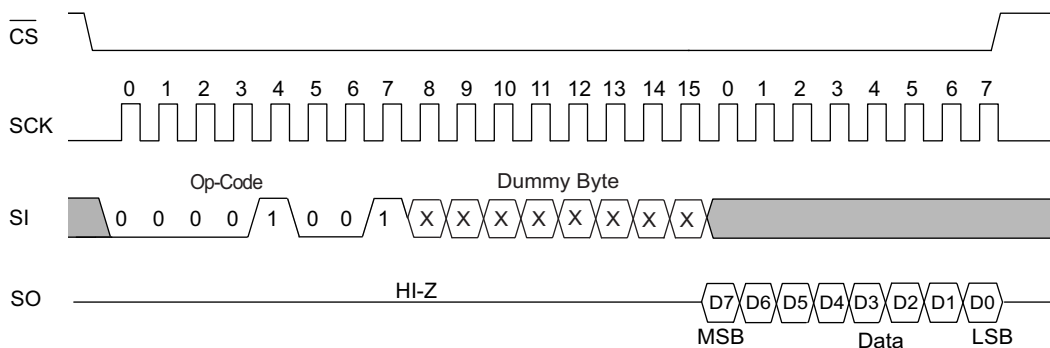 CS
0 1 2 3 4 5 6 7 8 9 10 11 12 13 14 15 0 1 2 3 4 5 6 7
SCK
Op-Code Dummy Byte
SI 0 0 0 0 1 0 0 1 X X X X X X X X
HI-Z
SO D7 D6 D5 D4 D3 D2 D1 D0
MSB Data LSB